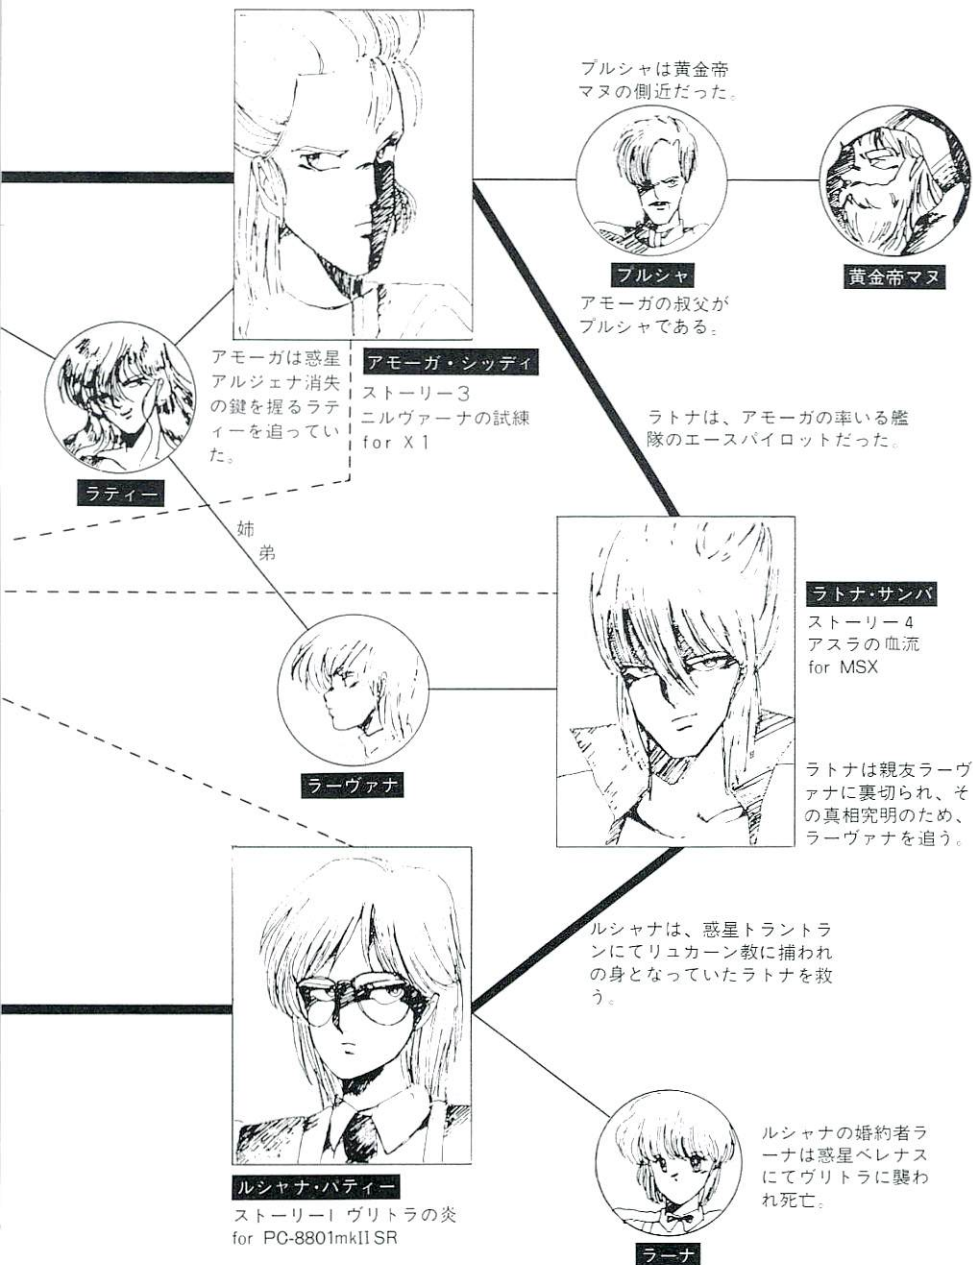 プルシャは黄金帝
マヌの側近だった。
プルシャ
黄金帝マヌ
アモーガの叔父が
プルシャである。
アモーガは惑星
アルジェナ消失
の鍵を握るラテ
ィーを追ってい
た。
アモーガ・シッディ
ストーリー3
ニルヴァーナの試練
for X1
ラトナは、アモーガの率いる艦
隊のエースパイロットだった。
ラティー
姉
弟
ラトナ・サンバ
ストーリー4
アスラの血流
for MSX
ラーヴァナ
ラトナは親友ラーヴ
ァナに裏切られ、そ
の真相究明のため、
ラーヴァナを追う。
ルシャナは、惑星トラントラ
ンにてリュカーン教に捕われ
の身となっていたラトナを救
う。
ルシャナ・パティー
ストーリー1 ヴリトラの炎
for PC-8801mkII SR
ルシャナの婚約者ラ
ーナは惑星ベレナス
にてヴリトラに襲わ
れ死亡。
ラーナ